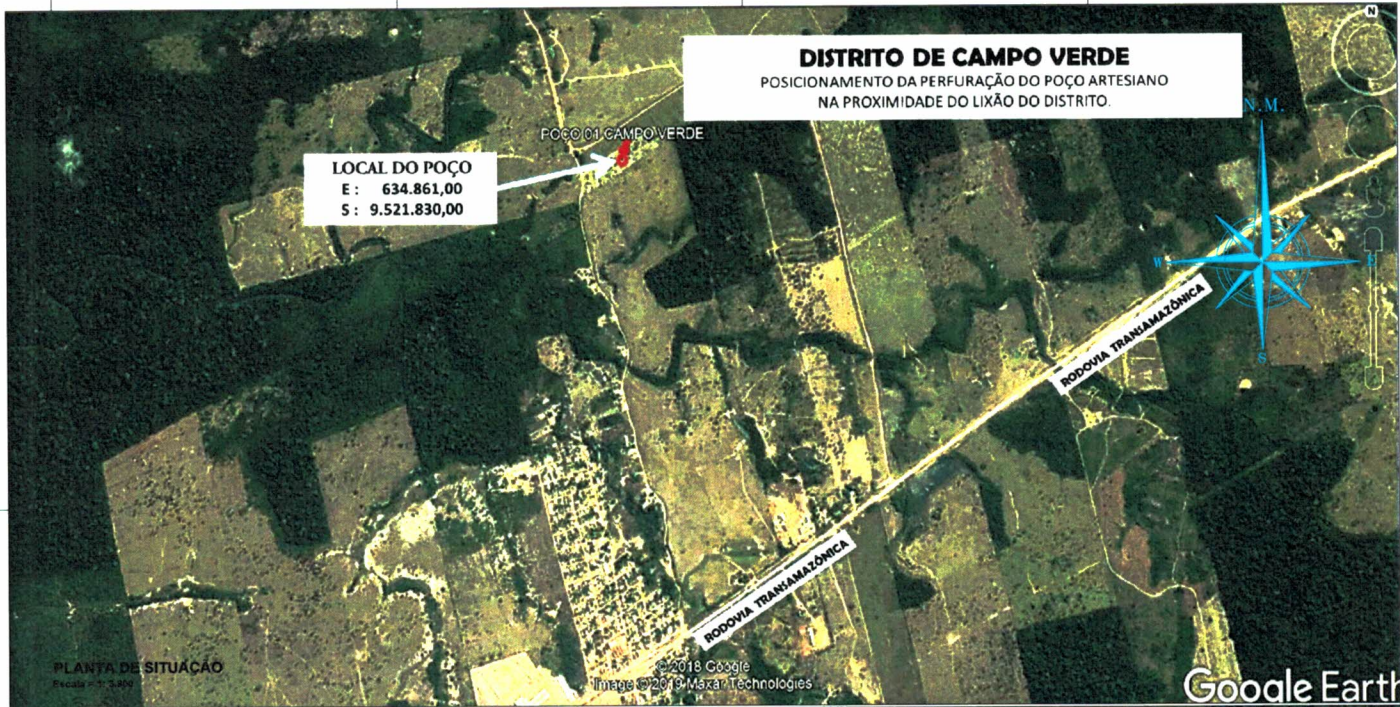 DISTRITO DE CAMPO VERDE
POSICIONAMENTO DA PERFURAÇÃO DO POÇO ARTESIANO
NA PROXIMIDADE DO LIXÃO DO DISTRITO.
N
N.M.
POÇO 01 CAMPO VERDE
LOCAL DO POÇO
E : 634.861,00
S : 9.521.830,00
W
S
RODOVIA TRANSAMAZÔNICA
RODOVIA TRANSAMAZÔNICA
PLANTA DE SITUAÇÃO
© 2018 Google
Image © 2019 Maxar Technologies
Google Earth